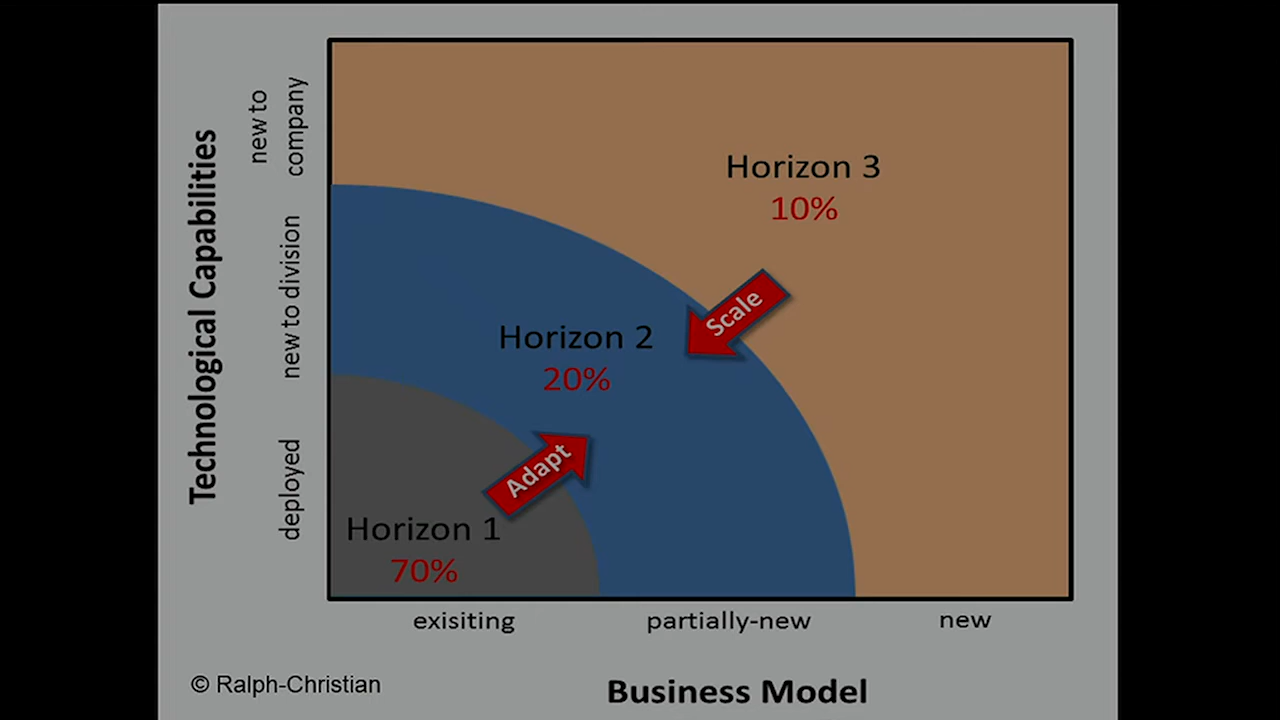 Technological Capabilities
new to
company
new to division
deployed
Horizon 3
10%
Scale
Horizon 2
20%
Adapt
Horizon 1
70%
exisiting
partially-new
new
Business Model
© Ralph-Christian